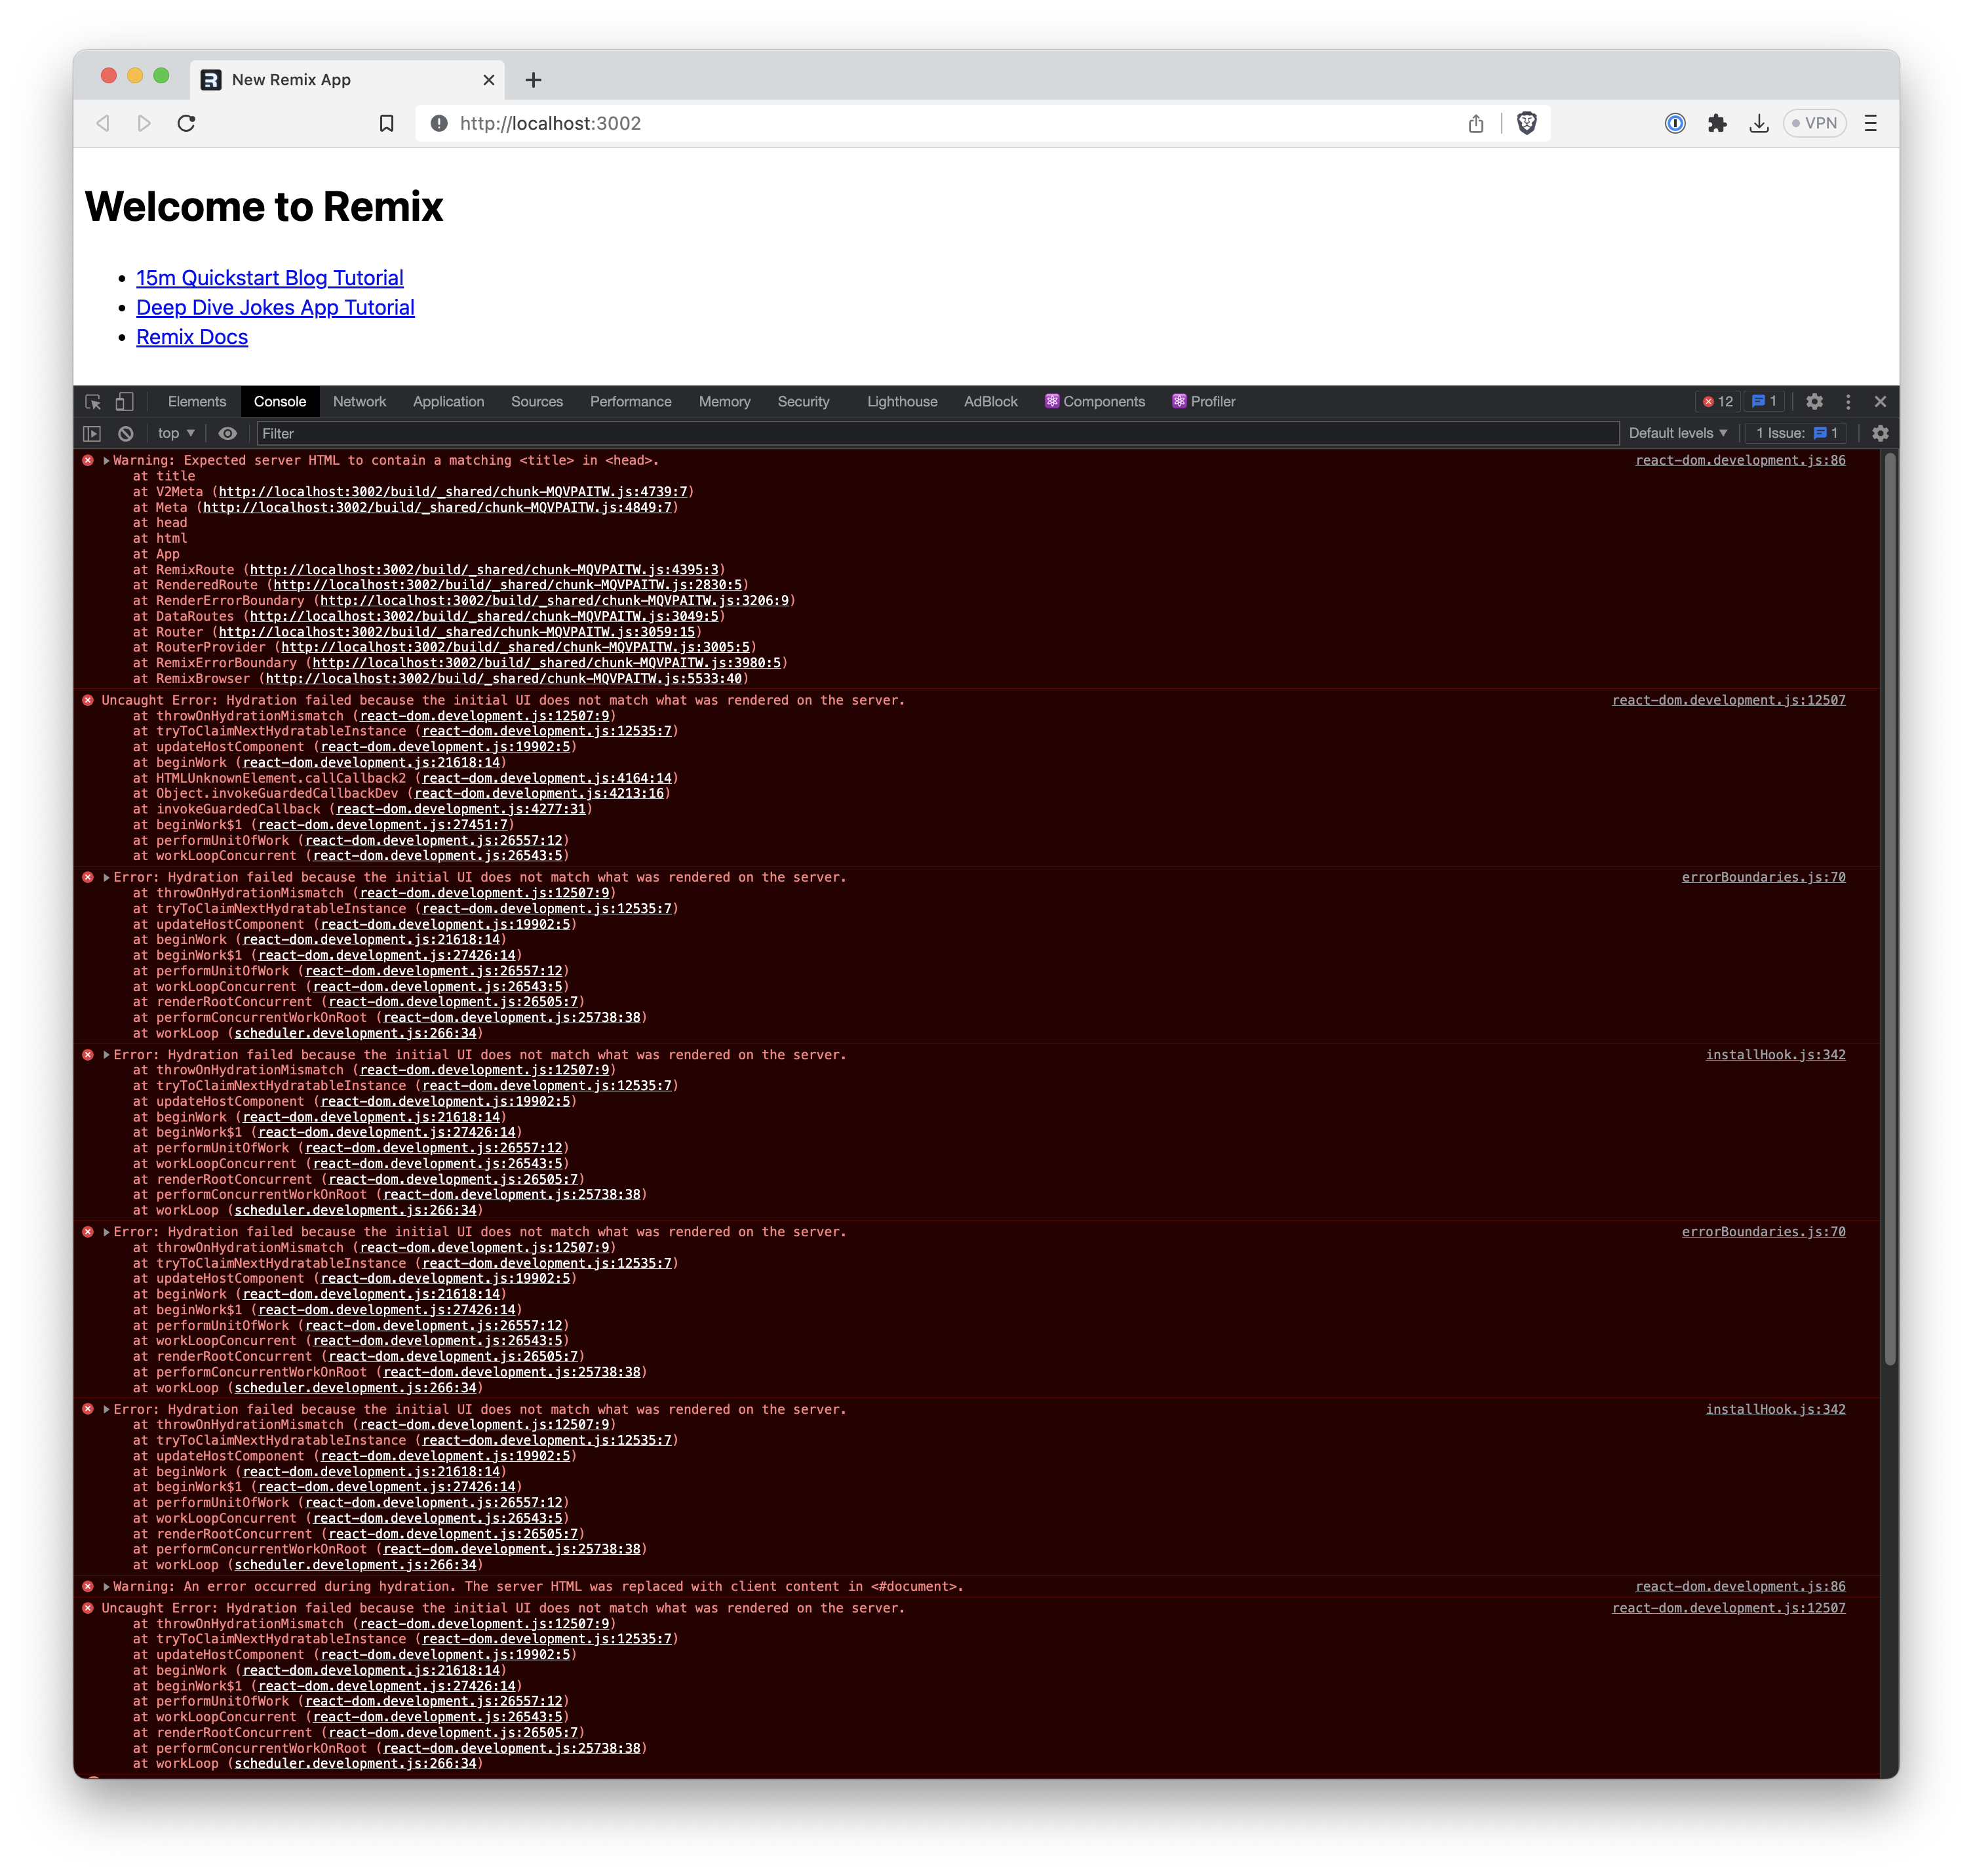 New Remix App
http://localhost:3002
VPN
Welcome to Remix
15m Quickstart Blog Tutorial
Deep Dive Jokes App Tutorial
Remix Docs
Elements Console Network Application Sources Performance Memory Security Lighthouse AdBlock Components Profiler 12 1
top Filter Default levels 1 Issue: 1
Warning: Expected server HTML to contain a matching <title> in <head>. react-dom.development.js:86
at title
at V2Meta (http://localhost:3002/build/_shared/chunk-MQVPAITW.js:4739:7)
at Meta (http://localhost:3002/build/_shared/chunk-MQVPAITW.js:4849:7)
at head
at html
at App
at RemixRoute (http://localhost:3002/build/_shared/chunk-MQVPAITW.js:4395:3)
at RenderedRoute (http://localhost:3002/build/_shared/chunk-MQVPAITW.js:2830:5)
at RenderErrorBoundary (http://localhost:3002/build/_shared/chunk-MQVPAITW.js:3206:9)
at DataRoutes (http://localhost:3002/build/_shared/chunk-MQVPAITW.js:3049:5)
at Router (http://localhost:3002/build/_shared/chunk-MQVPAITW.js:3059:15)
at RouterProvider (http://localhost:3002/build/_shared/chunk-MQVPAITW.js:3005:5)
at RemixErrorBoundary (http://localhost:3002/build/_shared/chunk-MQVPAITW.js:3980:5)
at RemixBrowser (http://localhost:3002/build/_shared/chunk-MQVPAITW.js:5533:40)
Uncaught Error: Hydration failed because the initial UI does not match what was rendered on the server. react-dom.development.js:12507
at throwOnHydrationMismatch (react-dom.development.js:12507:9)
at tryToClaimNextHydratableInstance (react-dom.development.js:12535:7)
at updateHostComponent (react-dom.development.js:19902:5)
at beginWork (react-dom.development.js:21618:14)
at HTMLUnknownElement.callCallback2 (react-dom.development.js:4164:14)
at Object.invokeGuardedCallbackDev (react-dom.development.js:4213:16)
at invokeGuardedCallback (react-dom.development.js:4277:31)
at beginWork$1 (react-dom.development.js:27451:7)
at performUnitOfWork (react-dom.development.js:26557:12)
at workLoopConcurrent (react-dom.development.js:26543:5)
Error: Hydration failed because the initial UI does not match what was rendered on the server. errorBoundaries.js:70
at throwOnHydrationMismatch (react-dom.development.js:12507:9)
at tryToClaimNextHydratableInstance (react-dom.development.js:12535:7)
at updateHostComponent (react-dom.development.js:19902:5)
at beginWork (react-dom.development.js:21618:14)
at beginWork$1 (react-dom.development.js:27426:14)
at performUnitOfWork (react-dom.development.js:26557:12)
at workLoopConcurrent (react-dom.development.js:26543:5)
at renderRootConcurrent (react-dom.development.js:26505:7)
at performConcurrentWorkOnRoot (react-dom.development.js:25738:38)
at workLoop (scheduler.development.js:266:34)
Error: Hydration failed because the initial UI does not match what was rendered on the server. installHook.js:342
at throwOnHydrationMismatch (react-dom.development.js:12507:9)
at tryToClaimNextHydratableInstance (react-dom.development.js:12535:7)
at updateHostComponent (react-dom.development.js:19902:5)
at beginWork (react-dom.development.js:21618:14)
at beginWork$1 (react-dom.development.js:27426:14)
at performUnitOfWork (react-dom.development.js:26557:12)
at workLoopConcurrent (react-dom.development.js:26543:5)
at renderRootConcurrent (react-dom.development.js:26505:7)
at performConcurrentWorkOnRoot (react-dom.development.js:25738:38)
at workLoop (scheduler.development.js:266:34)
Error: Hydration failed because the initial UI does not match what was rendered on the server. errorBoundaries.js:70
at throwOnHydrationMismatch (react-dom.development.js:12507:9)
at tryToClaimNextHydratableInstance (react-dom.development.js:12535:7)
at updateHostComponent (react-dom.development.js:19902:5)
at beginWork (react-dom.development.js:21618:14)
at beginWork$1 (react-dom.development.js:27426:14)
at performUnitOfWork (react-dom.development.js:26557:12)
at workLoopConcurrent (react-dom.development.js:26543:5)
at renderRootConcurrent (react-dom.development.js:26505:7)
at performConcurrentWorkOnRoot (react-dom.development.js:25738:38)
at workLoop (scheduler.development.js:266:34)
Error: Hydration failed because the initial UI does not match what was rendered on the server. installHook.js:342
at throwOnHydrationMismatch (react-dom.development.js:12507:9)
at tryToClaimNextHydratableInstance (react-dom.development.js:12535:7)
at updateHostComponent (react-dom.development.js:19902:5)
at beginWork (react-dom.development.js:21618:14)
at beginWork$1 (react-dom.development.js:27426:14)
at performUnitOfWork (react-dom.development.js:26557:12)
at workLoopConcurrent (react-dom.development.js:26543:5)
at renderRootConcurrent (react-dom.development.js:26505:7)
at performConcurrentWorkOnRoot (react-dom.development.js:25738:38)
at workLoop (scheduler.development.js:266:34)
Warning: An error occurred during hydration. The server HTML was replaced with client content in <#document>. react-dom.development.js:86
Uncaught Error: Hydration failed because the initial UI does not match what was rendered on the server. react-dom.development.js:12507
at throwOnHydrationMismatch (react-dom.development.js:12507:9)
at tryToClaimNextHydratableInstance (react-dom.development.js:12535:7)
at updateHostComponent (react-dom.development.js:19902:5)
at beginWork (react-dom.development.js:21618:14)
at beginWork$1 (react-dom.development.js:27426:14)
at performUnitOfWork (react-dom.development.js:26557:12)
at workLoopConcurrent (react-dom.development.js:26543:5)
at renderRootConcurrent (react-dom.development.js:26505:7)
at performConcurrentWorkOnRoot (react-dom.development.js:25738:38)
at workLoop (scheduler.development.js:266:34)